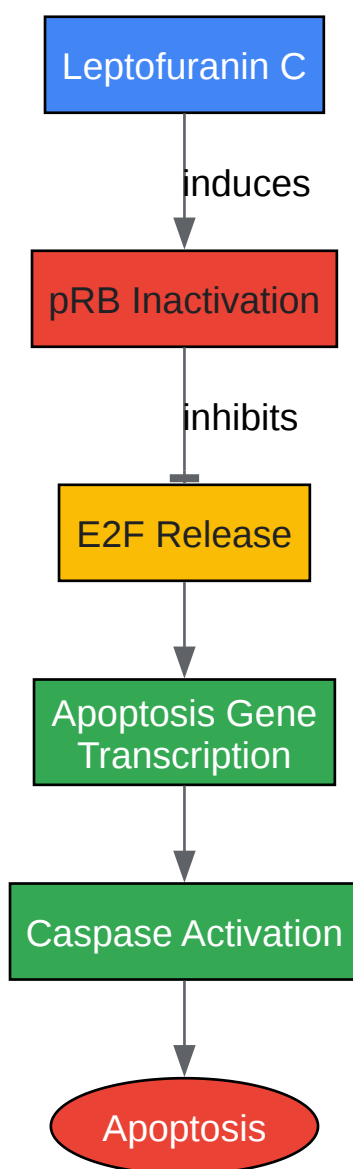 Leptofuranin C
induces
pRB Inactivation
inhibits
E2F Release
Apoptosis Gene
Transcription
Caspase Activation
Apoptosis